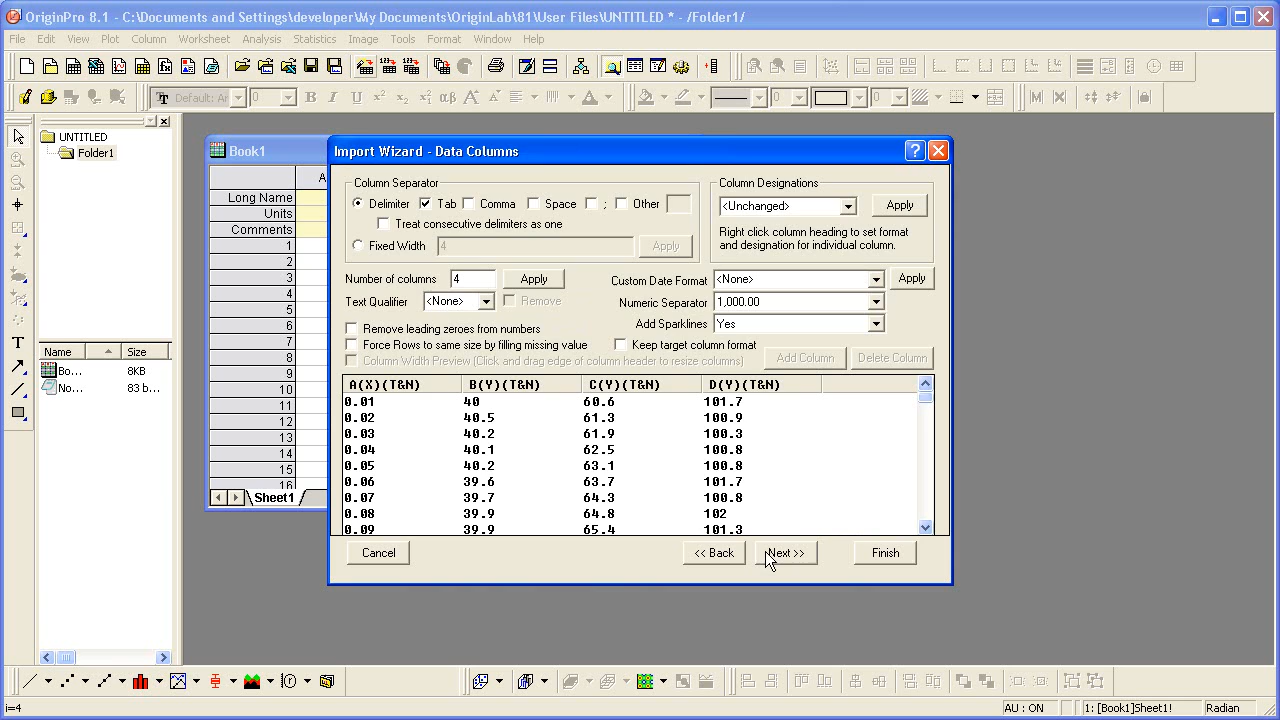 OriginPro 8.1 - C:\Documents and Settings\developer\My Documents\OriginLab\81\User Files\UNTITLED * - /Folder1/
File Edit View Plot Column Worksheet Analysis Statistics Image Tools Format Window Help
Default: Ar 0 B I U x² x₂ αβ A A A 0 0
UNTITLED
Folder1
Name Size
Bo... 8KB
No... 83 b...
Book1
A
Long Name
Units
Comments
1
2
3
4
5
6
7
8
9
10
11
12
13
14
15
16
Sheet1
Import Wizard - Data Columns
Column Separator
Delimiter Tab Comma Space ; Other
Treat consecutive delimiters as one
Fixed Width 4 Apply
Column Designations
<Unchanged> Apply
Right click column heading to set format
and designation for individual column.
Number of columns 4 Apply
Custom Date Format <None> Apply
Text Qualifier <None> Remove
Numeric Separator 1,000.00
Add Sparklines Yes
Remove leading zeroes from numbers
Force Rows to same size by filling missing value
Keep target column format
Column Width Preview (Click and drag edge of column header to resize columns)
Add Column Delete Column
A(X)(T&N) B(Y)(T&N) C(Y)(T&N) D(Y)(T&N)
0.01 40 60.6 101.7
0.02 40.5 61.3 100.9
0.03 40.2 61.9 100.3
0.04 40.1 62.5 100.8
0.05 40.2 63.1 100.8
0.06 39.6 63.7 101.7
0.07 39.7 64.3 100.8
0.08 39.9 64.8 102
0.09 39.9 65.4 101.3
Cancel << Back Next >> Finish
i=4 AU : ON 1: [Book1]Sheet1! Radian